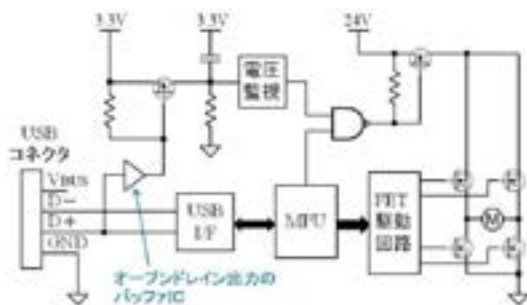 3.3V
3.3V
24V
電圧
監視
USB
コネクタ
VBUS
D−
D+
GND
USB
I/F
MPU
FET
駆動
回路
M
オープンドレイン出力の
バッファIC